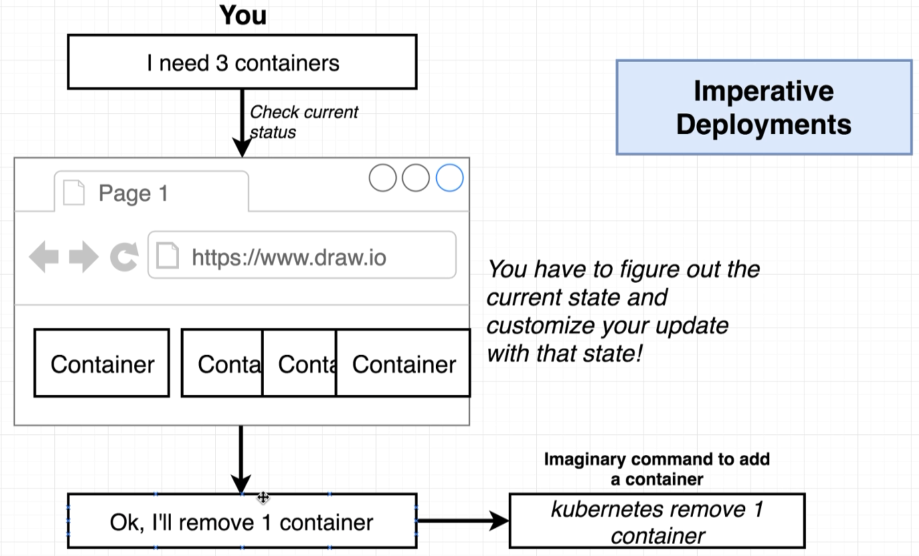 You
I need 3 containers
Check current
status
Imperative
Deployments
Page 1
https://www.draw.io
You have to figure out the
current state and
customize your update
with that state!
Container
Conta
Conta
Container
Imaginary command to add
a container
Ok, I'll remove 1 container
kubernetes remove 1
container